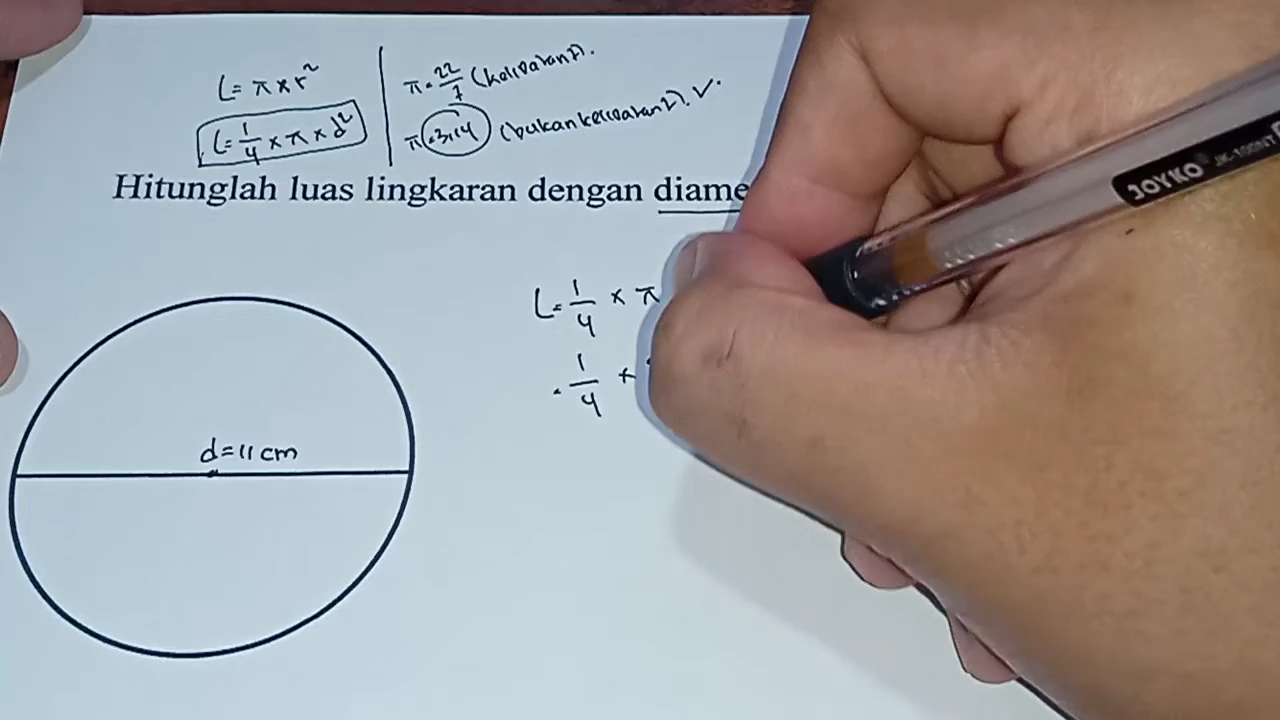 L = π x r²
L = 1/4 x π x d²
π = 22/7 (kelipatan 7).
π = 3,14 (bukan kelipatan 7). ✓
Hitunglah luas lingkaran dengan
d = 11 cm
L = 1/4 x π
= 1/4 x
JOYKO